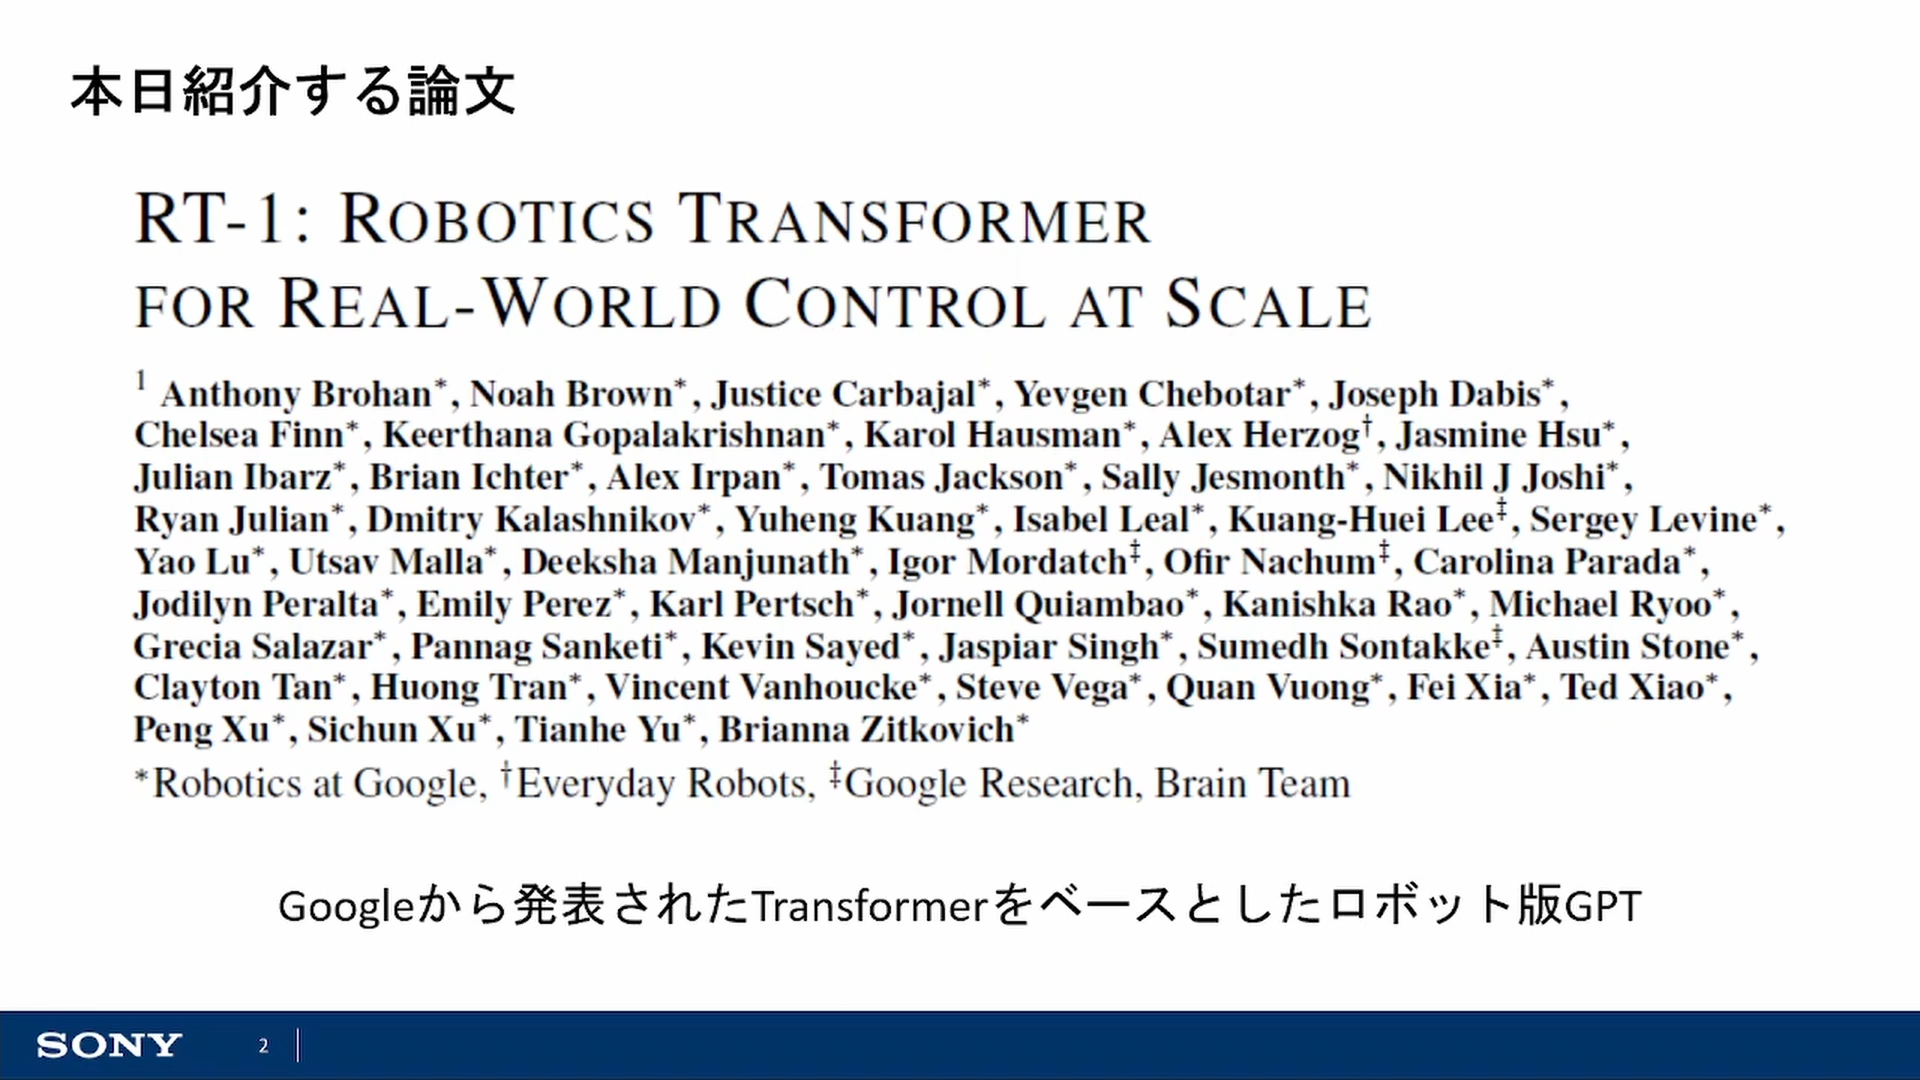 本日紹介する論文
RT-1: ROBOTICS TRANSFORMER
FOR REAL-WORLD CONTROL AT SCALE
1 Anthony Brohan*, Noah Brown*, Justice Carbajal*, Yevgen Chebotar*, Joseph Dabis*,
Chelsea Finn*, Keerthana Gopalakrishnan*, Karol Hausman*, Alex Herzog†, Jasmine Hsu*,
Julian Ibarz*, Brian Ichter*, Alex Irpan*, Tomas Jackson*, Sally Jesmonth*, Nikhil J Joshi*,
Ryan Julian*, Dmitry Kalashnikov*, Yuheng Kuang*, Isabel Leal*, Kuang-Huei Lee‡, Sergey Levine*,
Yao Lu*, Utsav Malla*, Deeksha Manjunath*, Igor Mordatch‡, Ofir Nachum‡, Carolina Parada*,
Jodilyn Peralta*, Emily Perez*, Karl Pertsch*, Jornell Quiambao*, Kanishka Rao*, Michael Ryoo*,
Grecia Salazar*, Pannag Sanketi*, Kevin Sayed*, Jaspiar Singh*, Sumedh Sontakke‡, Austin Stone*,
Clayton Tan*, Huong Tran*, Vincent Vanhoucke*, Steve Vega*, Quan Vuong*, Fei Xia*, Ted Xiao*,
Peng Xu*, Sichun Xu*, Tianhe Yu*, Brianna Zitkovich*
*Robotics at Google, †Everyday Robots, ‡Google Research, Brain Team
Googleから発表されたTransformerをベースとしたロボット版GPT
SONY 2